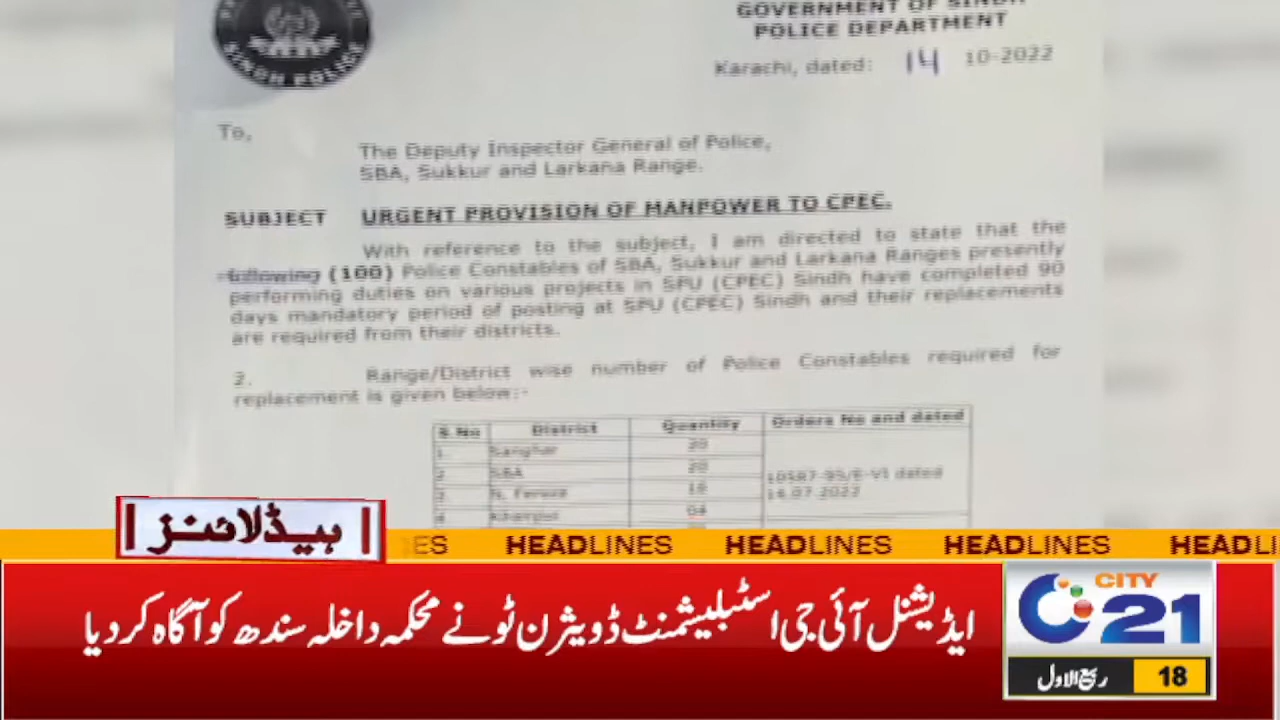 SINDH POLICE
GOVERNMENT OF SINDH
POLICE DEPARTMENT
Karachi, dated: 14 10-2022
To,
The Deputy Inspector General of Police,
SBA, Sukkur and Larkana Range.
SUBJECT URGENT PROVISION OF MANPOWER TO CPEC.
With reference to the subject, I am directed to state that the
following (100) Police Constables of SBA, Sukkur and Larkana Ranges presently
performing duties on various projects in SPU (CPEC) Sindh have completed 90
days mandatory period of posting at SPU (CPEC) Sindh and their replacements
are required from their districts.
2. Range/District wise number of Police Constables required for
replacement is given below:-
S.No District Quantity Orders No and dated
1. Sanghar 20
2. SBA 20
3. N. Feroze
4. Khairpur 04
dated
ہیڈلائنز
HEADLINES HEADLINES HEADLINES
ایڈیشنل آئی جی اسٹبلیشمنٹ ڈویژن ٹو نے محکمہ داخلہ سندھ کو آگاہ کر دیا
CITY
21
ربیع الاول 18